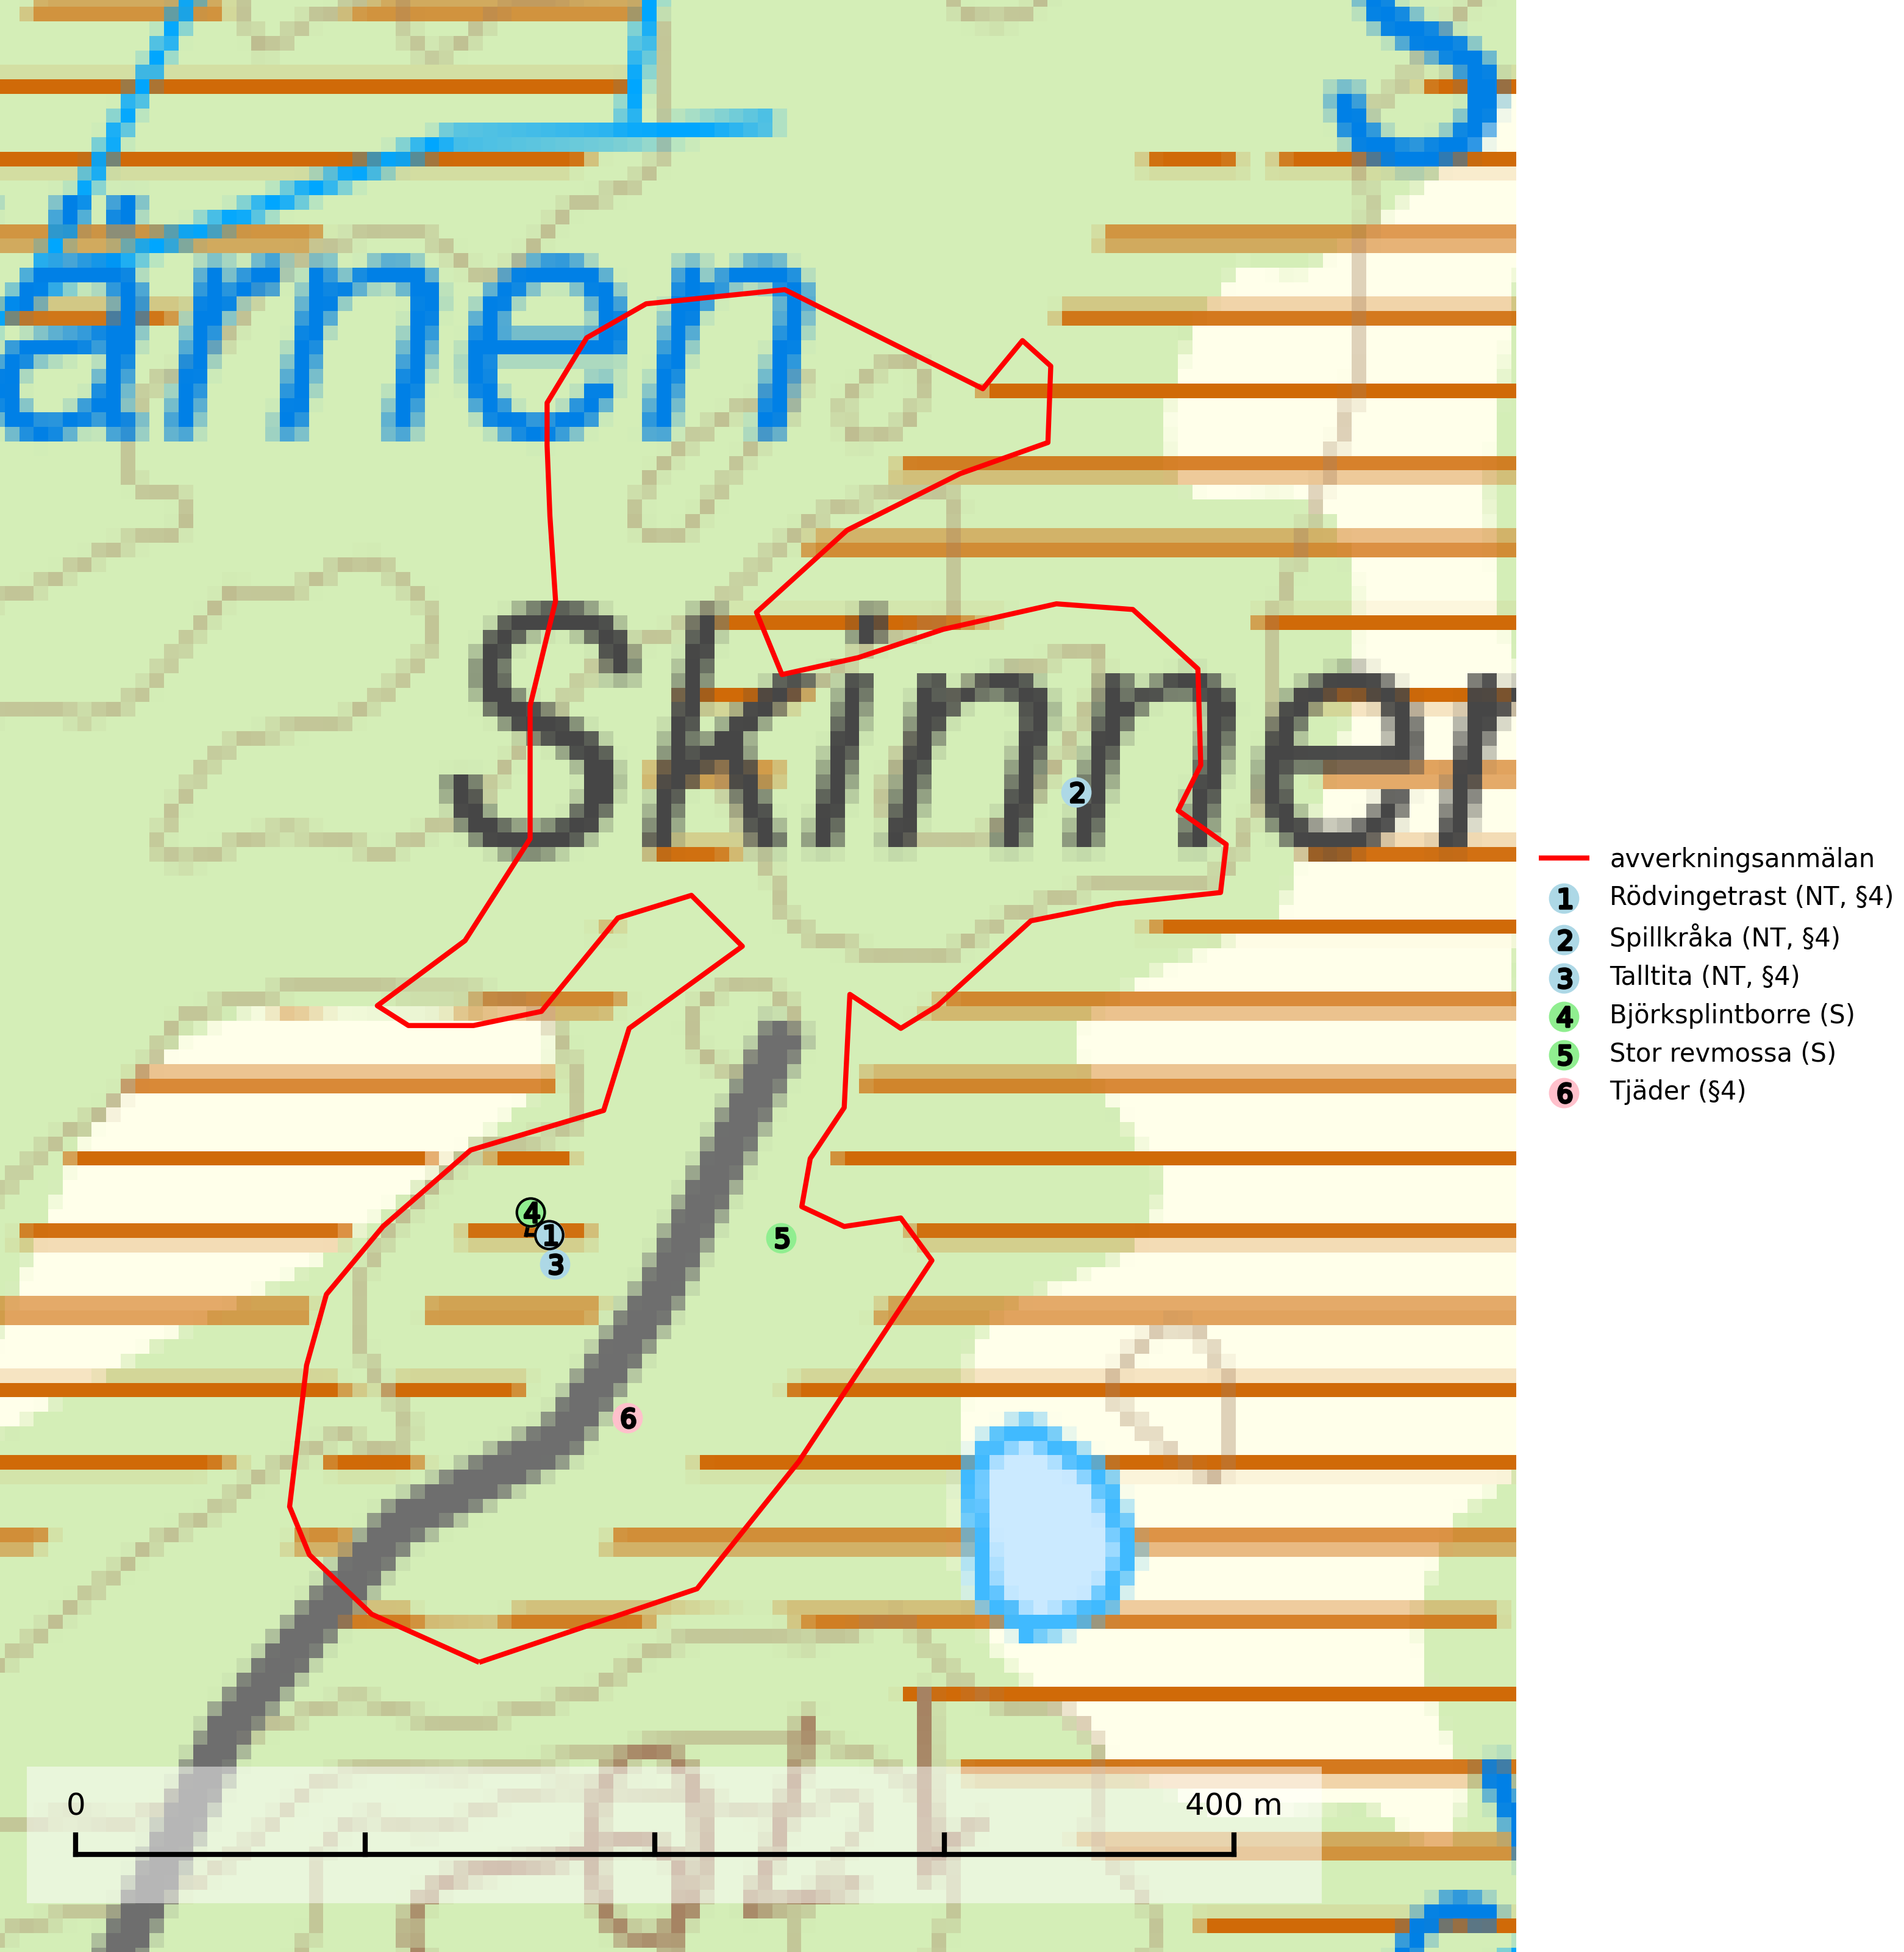 ärnen
Skinner
2
4
1
3
5
6
avverkningsanmälan
1 Rödvingetrast (NT, §4)
2 Spillkråka (NT, §4)
3 Talltita (NT, §4)
4 Björksplintborre (S)
5 Stor revmossa (S)
6 Tjäder (§4)
0 400 m